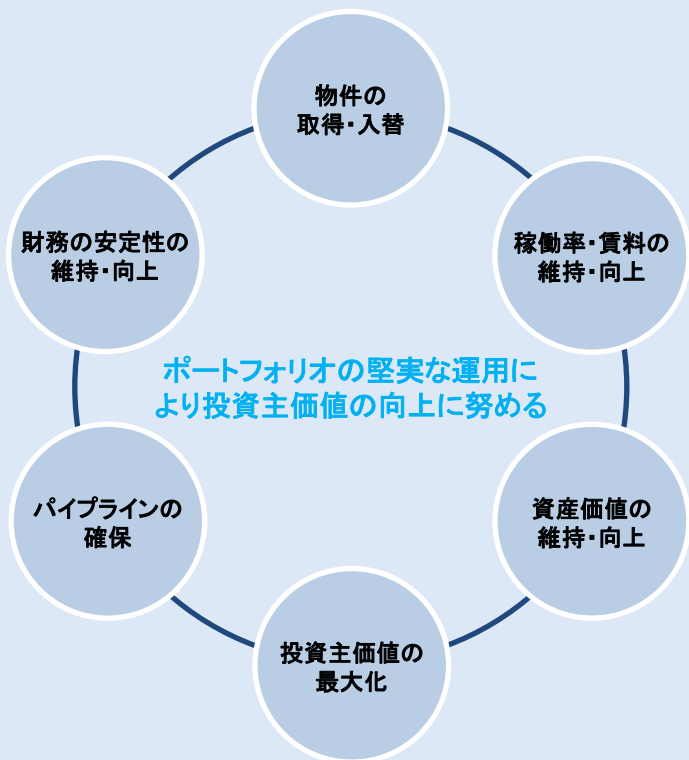 物件の
取得・入替
財務の安定性の
維持・向上
稼働率・賃料の
維持・向上
ポートフォリオの堅実な運用に
より投資主価値の向上に努める
パイプラインの
確保
資産価値の
維持・向上
投資主価値の
最大化